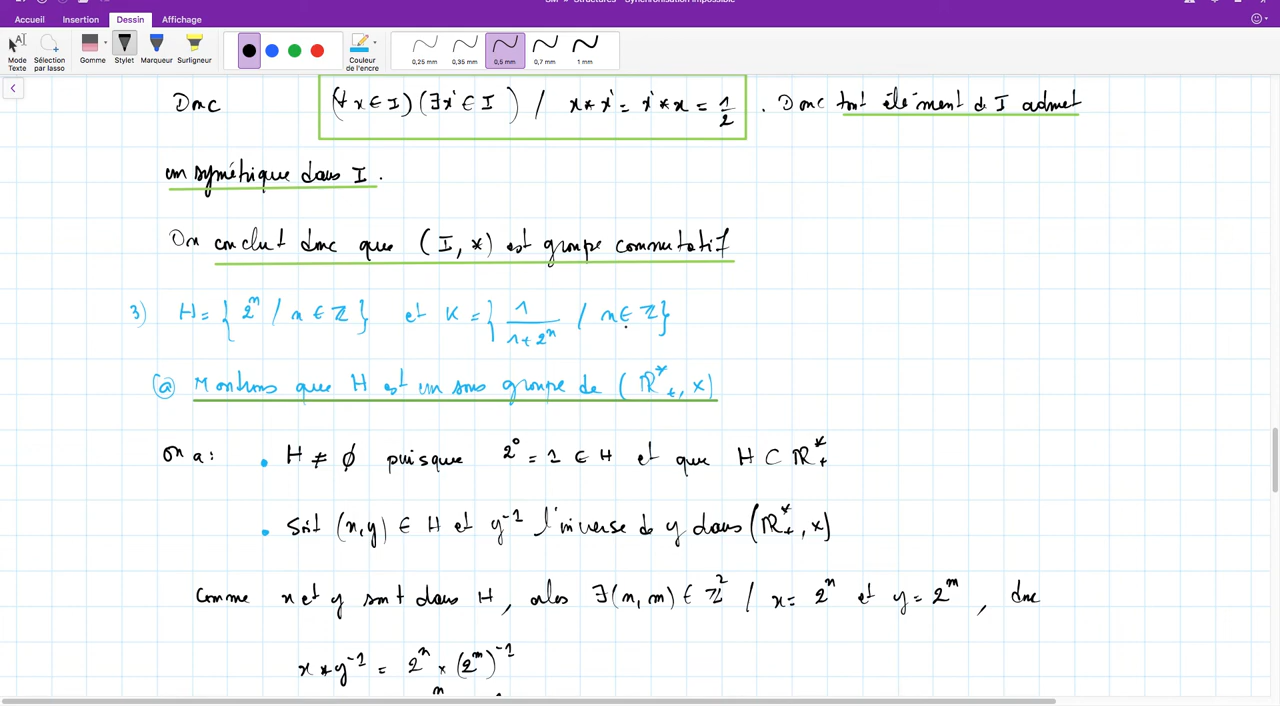 Accueil Insertion Dessin Affichage
Mode Texte Sélection par lasso Gomme Stylet Marqueur Surligneur Couleur de l'encre 0,25 mm 0,35 mm 0,5 mm 0,7 mm 1 mm
Donc (∀x ∈ I)(∃x' ∈ I) / x * x' = x' * x = 1/2 . Donc tout élément de I admet
un symétrique dans I.
On conclut donc que (I, *) est groupe commutatif
3) H = { 2^n / n ∈ ℤ } et K = { 1/(1+2^n) / n ∈ ℤ }
(a) Montrons que H est un sous groupe de (ℝ*₊, ×)
on a : • H ≠ ∅ puisque 2^0 = 1 ∈ H et que H ⊂ ℝ*₊
• Soit (x,y) ∈ H et y^-1 l'inverse de y dans (ℝ*₊, ×)
Comme x et y sont dans H, alors ∃(n,m) ∈ ℤ² / x = 2^n et y = 2^m, donc
x * y^-1 = 2^n × (2^m)^-1